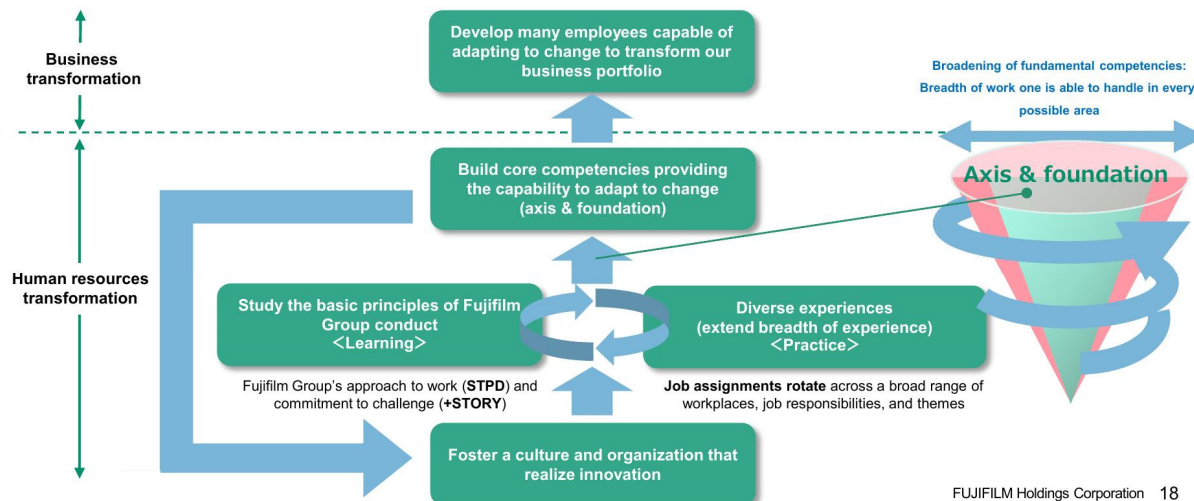 Business
transformation
Develop many employees capable of
adapting to change to transform our
business portfolio
Broadening of fundamental competencies:
Breadth of work one is able to handle in every
possible area
Human resources
transformation
Build core competencies providing
the capability to adapt to change
(axis & foundation)
Axis & foundation
Study the basic principles of Fujifilm
Group conduct
<Learning>
Diverse experiences
(extend breadth of experience)
<Practice>
Fujifilm Group's approach to work (STPD) and
commitment to challenge (+STORY)
Job assignments rotate across a broad range of
workplaces, job responsibilities, and themes
Foster a culture and organization that
realize innovation
FUJIFILM Holdings Corporation 18